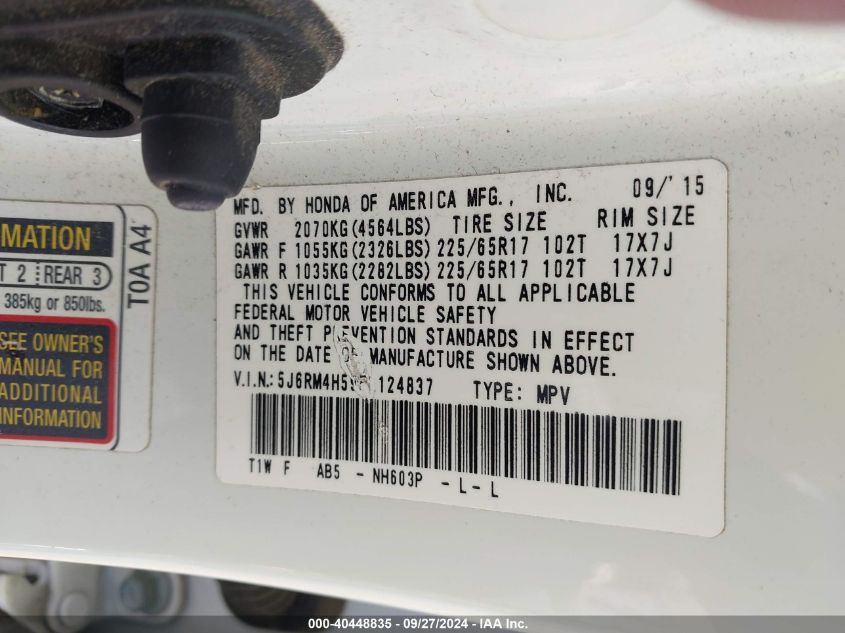 MATION
T 2 REAR 3
385kg or 850lbs.
SEE OWNER'S
MANUAL FOR
ADDITIONAL
INFORMATION
T0A A4
MFD. BY HONDA OF AMERICA MFG., INC. 09/'15
GVWR 2070KG(4564LBS) TIRE SIZE RIM SIZE
GAWR F 1055KG(2326LBS) 225/65R17 102T 17X7J
GAWR R 1035KG(2282LBS) 225/65R17 102T 17X7J
THIS VEHICLE CONFORMS TO ALL APPLICABLE
FEDERAL MOTOR VEHICLE SAFETY
AND THEFT PREVENTION STANDARDS IN EFFECT
ON THE DATE OF MANUFACTURE SHOWN ABOVE.
V.I.N.: 124837 TYPE: MPV
T1W F AB5 - NH603P - L - L
000-40448835 - 09/27/2024 - IAA Inc.